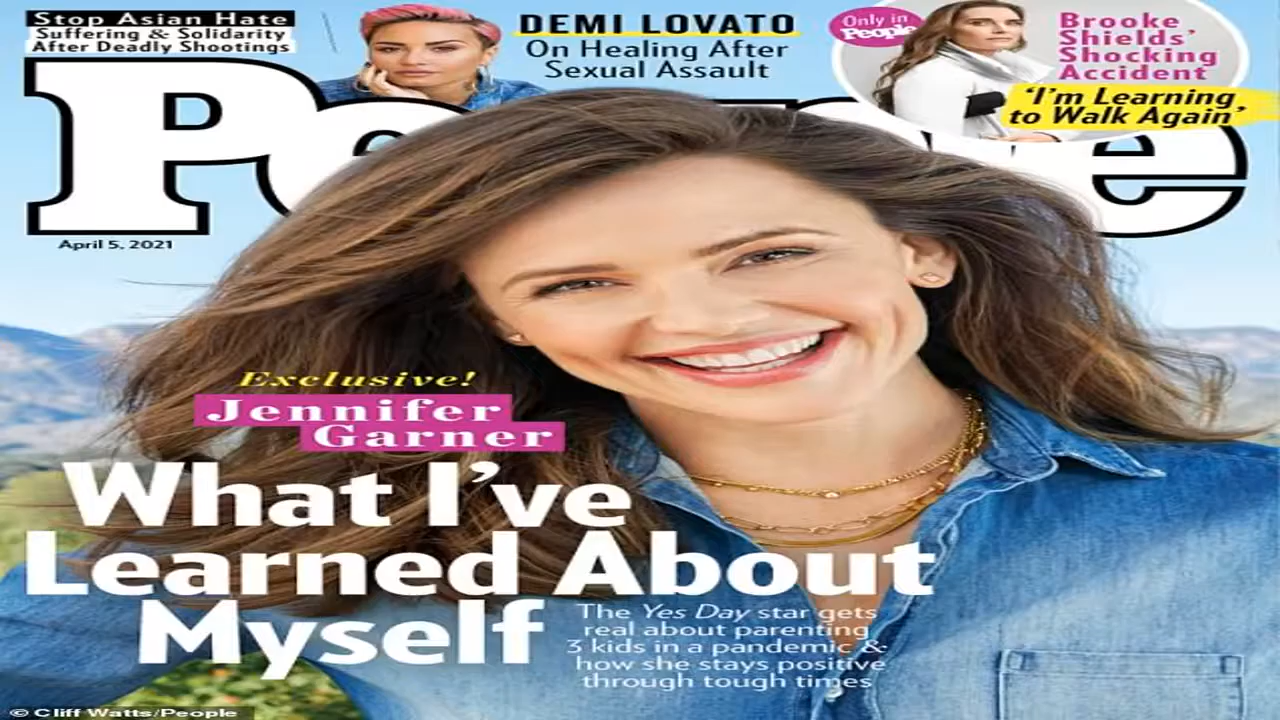 Stop Asian Hate
Suffering & Solidarity
After Deadly Shootings
DEMI LOVATO
On Healing After
Sexual Assault
Only in
People
Brooke
Shields'
Shocking
Accident
'I'm Learning
to Walk Again'
People
April 5, 2021
Exclusive!
Jennifer
Garner
What I've
Learned About
Myself
The Yes Day star gets
real about parenting
3 kids in a pandemic &
how she stays positive
through tough times
© Cliff Watts/People